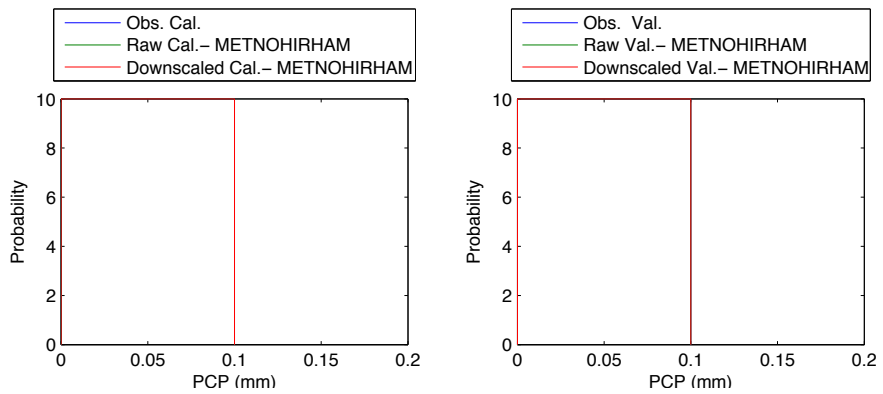 Obs. Cal.
Raw Cal.− METNOHIRHAM
Downscaled Cal.− METNOHIRHAM
10
8
6
4
2
0
Probability
0 0.05 0.1 0.15 0.2
PCP (mm)
Obs. Val.
Raw Val.− METNOHIRHAM
Downscaled Val.− METNOHIRHAM
10
8
6
4
2
0
Probability
0 0.05 0.1 0.15 0.2
PCP (mm)